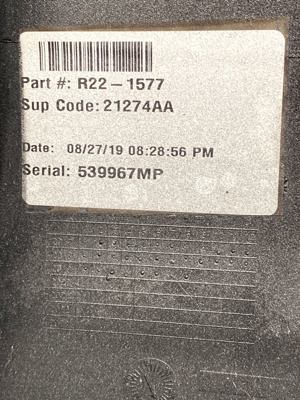 Part #: R22-1577
Sup Code: 21274AA
Date: 08/27/19 08:28:56 PM
Serial: 539967MP